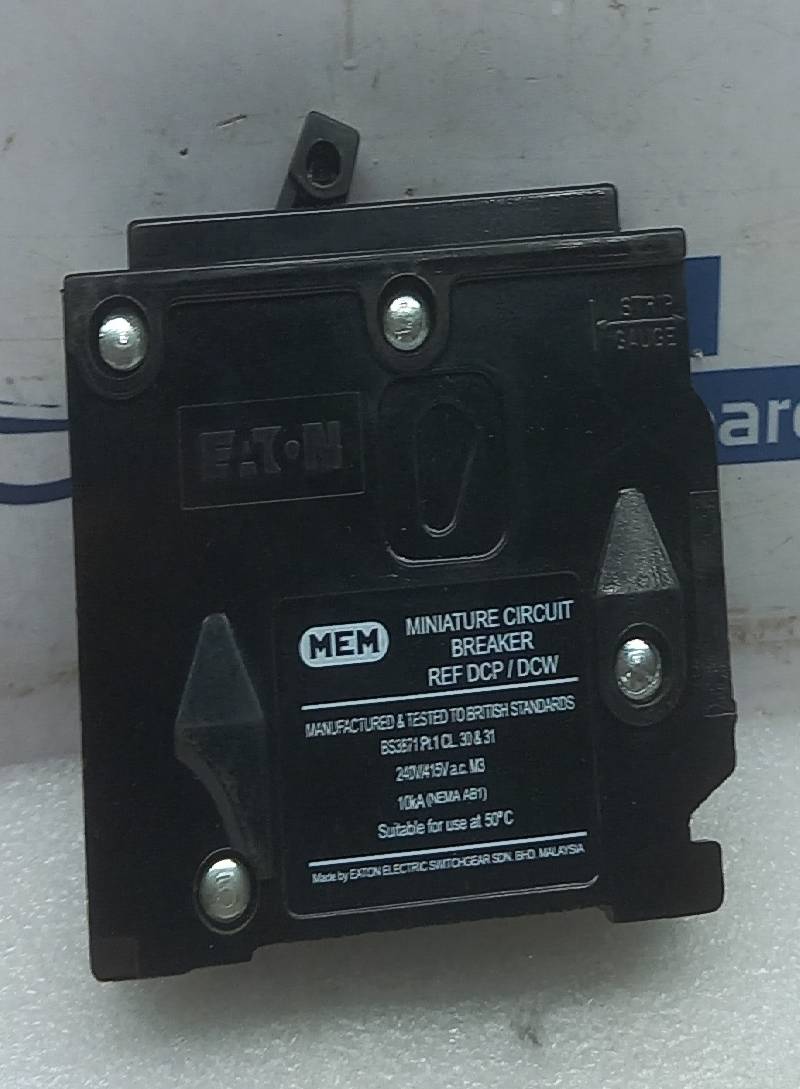 STRIP
GAUGE
EATON
MEM
MINIATURE CIRCUIT
BREAKER
REF DCP / DCW
MANUFACTURED & TESTED TO BRITISH STANDARDS
BS3871 Pt.1 CL. 30 & 31
240V/415V a.c. M3
10kA (NEMA AB1)
Suitable for use at 50°C
Made by EATON ELECTRIC SWITCHGEAR SDN. BHD. MALAYSIA